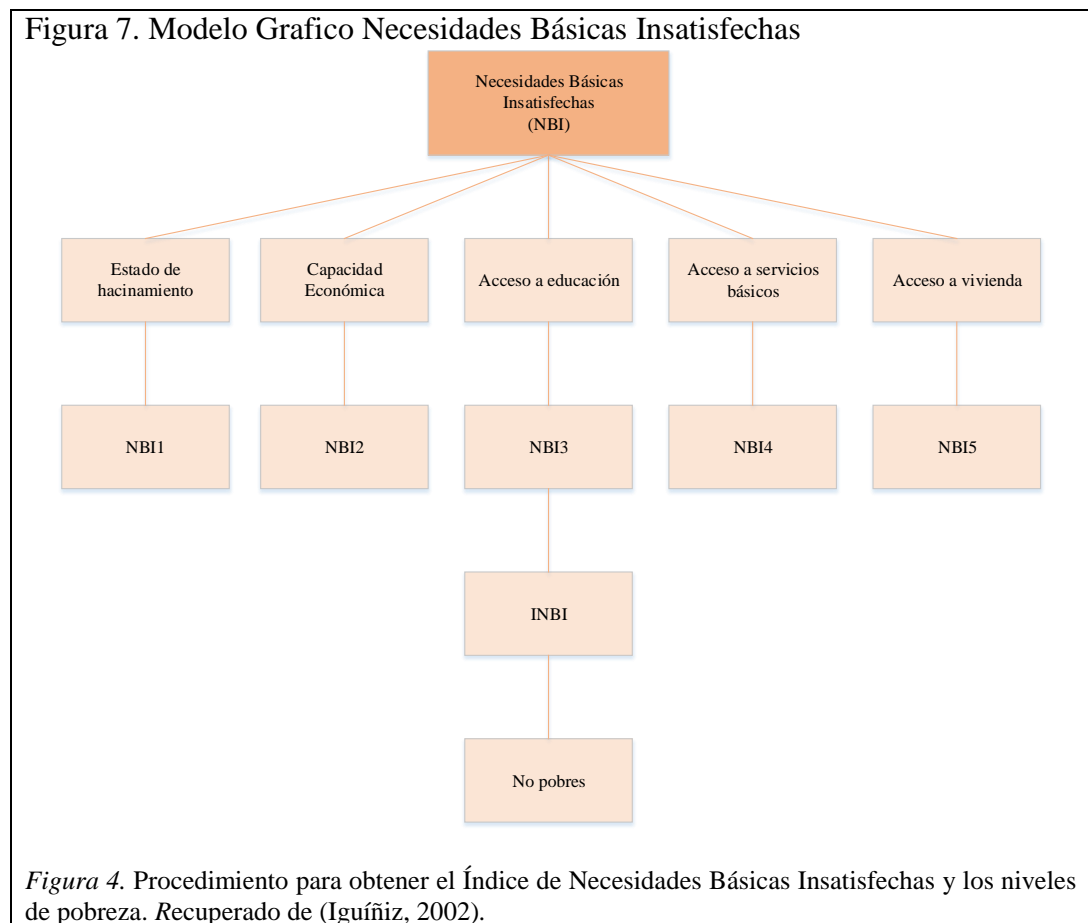 Figura 7. Modelo Grafico Necesidades Básicas Insatisfechas
Necesidades Básicas
Insatisfechas
(NBI)
Estado de
hacinamiento
Capacidad
Económica
Acceso a educación
Acceso a servicios
básicos
Acceso a vivienda
NBI1
NBI2
NBI3
NBI4
NBI5
INBI
No pobres
Figura 4. Procedimiento para obtener el Índice de Necesidades Básicas Insatisfechas y los niveles
de pobreza. Recuperado de (Iguíñiz, 2002).